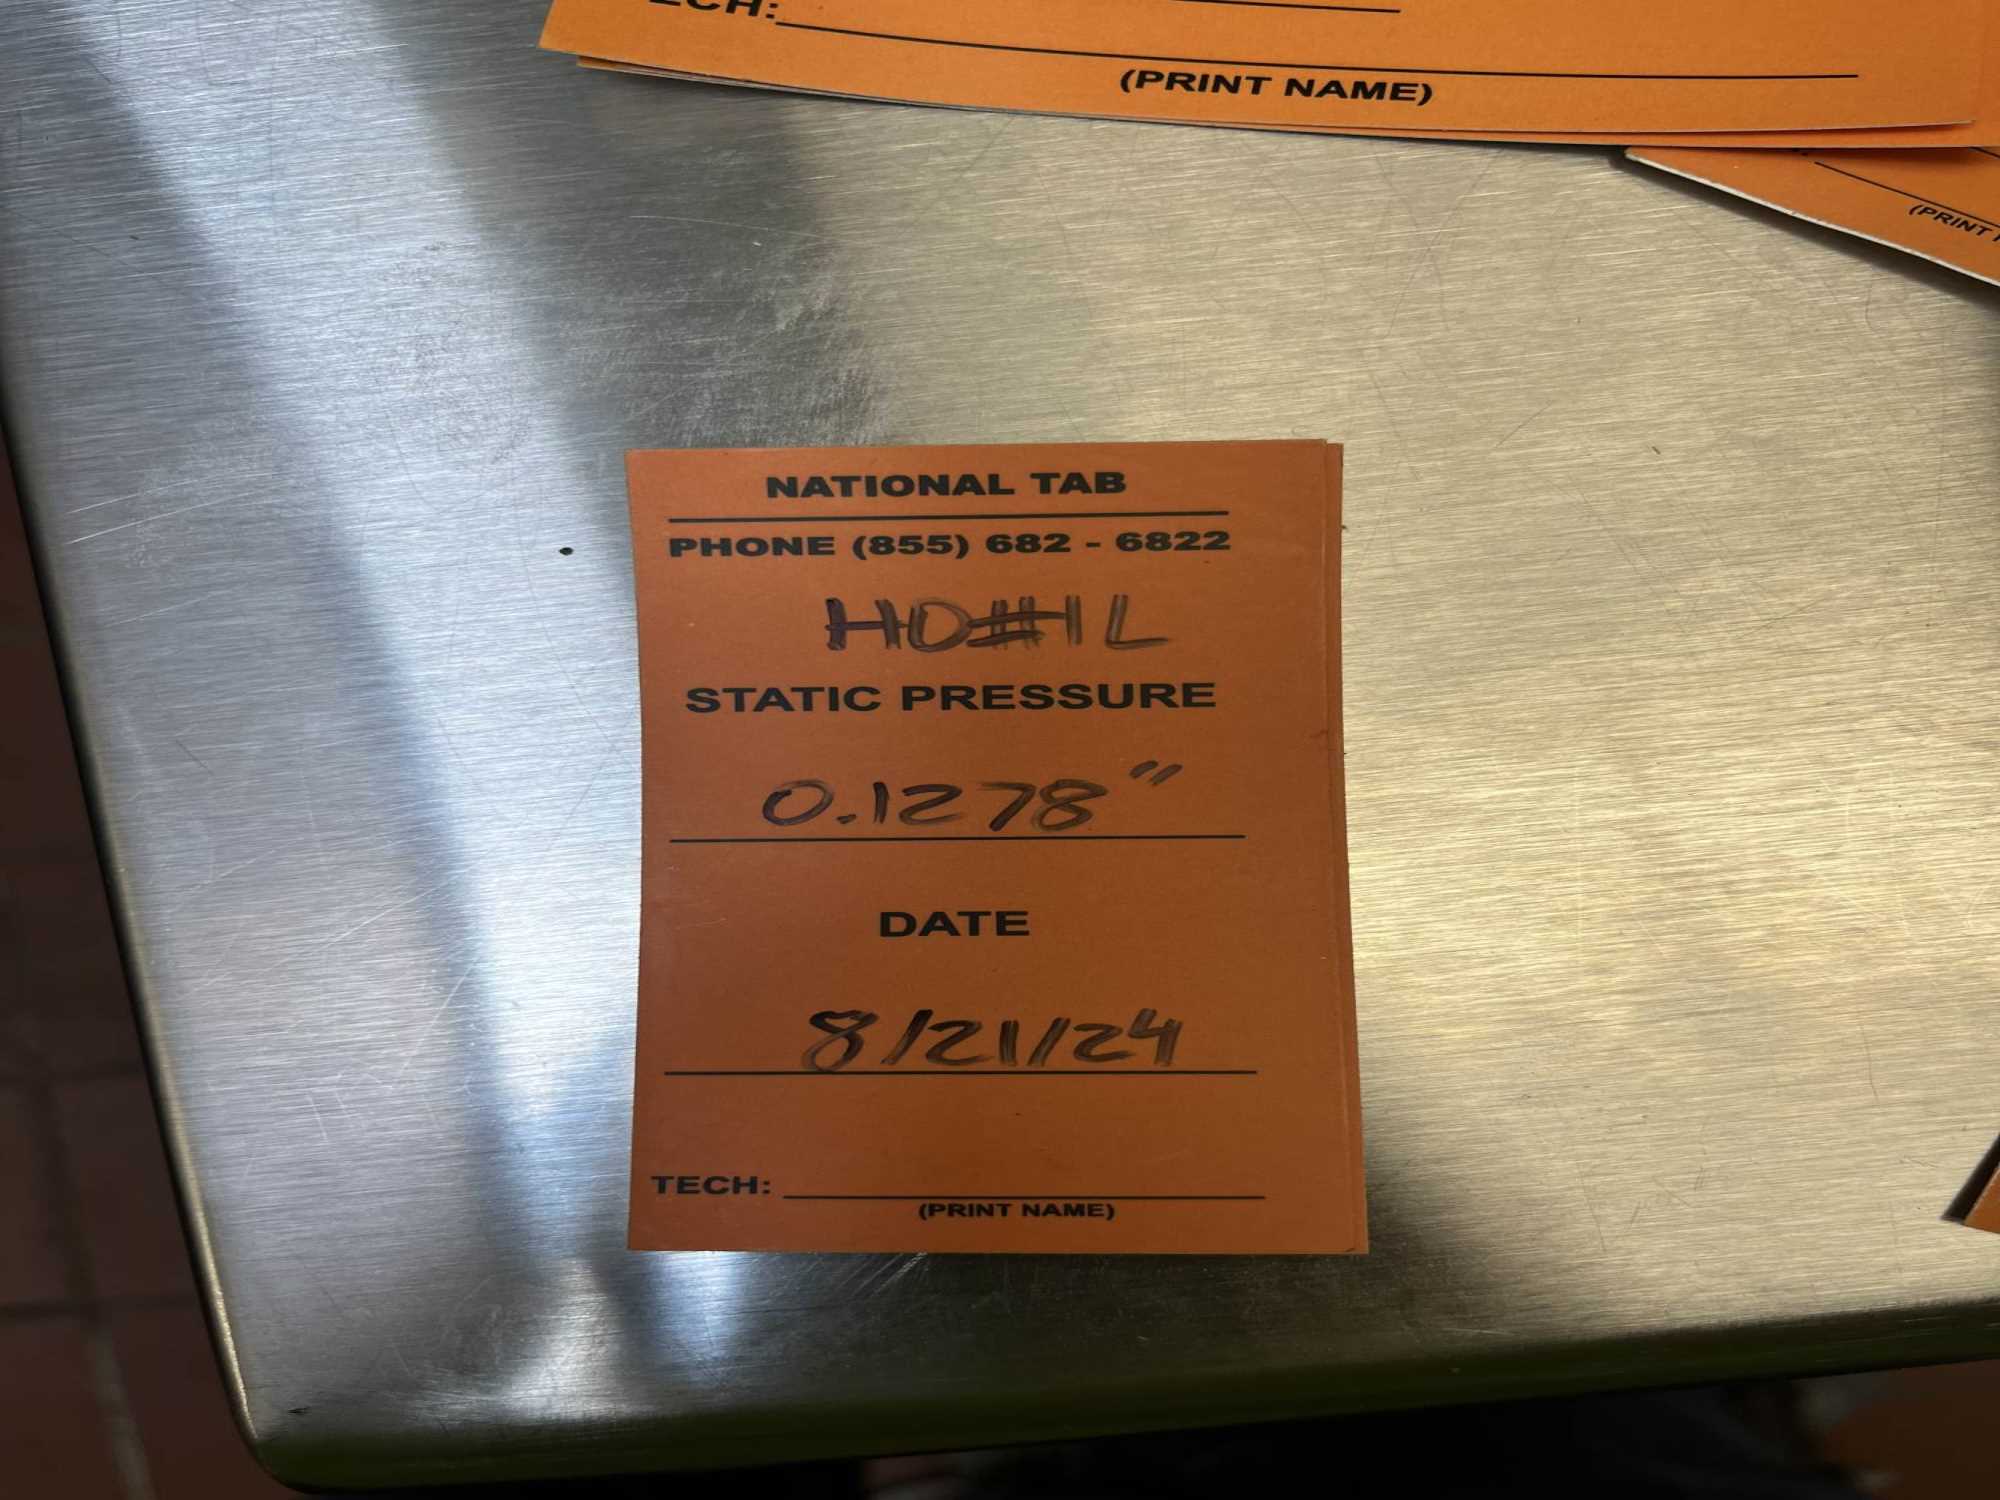 ECH:
(PRINT NAME)
(PRINT
NATIONAL TAB
PHONE (855) 682 - 6822
HD#1L
STATIC PRESSURE
0.1278"
DATE
8/21/24
TECH:
(PRINT NAME)